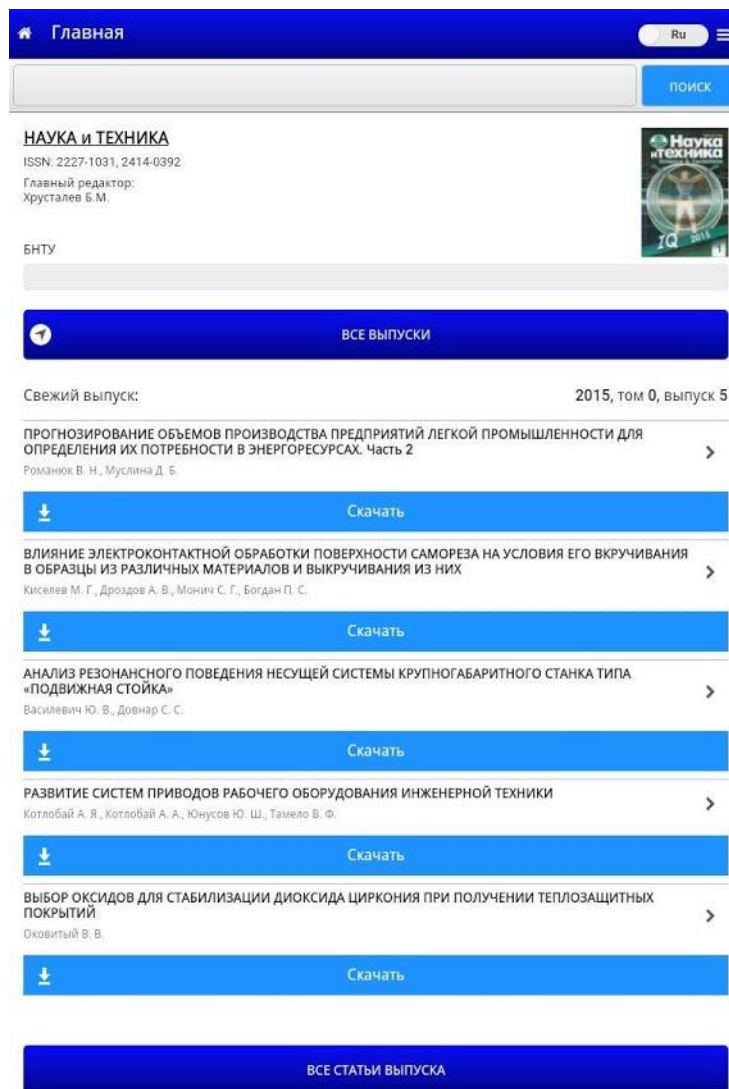 Главная
Ru
ПОИСК
НАУКА и ТЕХНИКА
ISSN: 2227-1031, 2414-0392
Главный редактор:
Хрусталев Б.М.
БНТУ
Наука
и техника
IQ 2015
1
ВСЕ ВЫПУСКИ
Свежий выпуск:
2015, том 0, выпуск 5
ПРОГНОЗИРОВАНИЕ ОБЪЕМОВ ПРОИЗВОДСТВА ПРЕДПРИЯТИЙ ЛЕГКОЙ ПРОМЫШЛЕННОСТИ ДЛЯ
ОПРЕДЕЛЕНИЯ ИХ ПОТРЕБНОСТИ В ЭНЕРГОРЕСУРСАХ. Часть 2
Романюк В. Н., Муслина Д. Б.
Скачать
ВЛИЯНИЕ ЭЛЕКТРОКОНТАКТНОЙ ОБРАБОТКИ ПОВЕРХНОСТИ САМОРЕЗА НА УСЛОВИЯ ЕГО ВКРУЧИВАНИЯ
В ОБРАЗЦЫ ИЗ РАЗЛИЧНЫХ МАТЕРИАЛОВ И ВЫКРУЧИВАНИЯ ИЗ НИХ
Киселев М. Г., Дроздов А. В., Монич С. Г., Богдан П. С.
Скачать
АНАЛИЗ РЕЗОНАНСНОГО ПОВЕДЕНИЯ НЕСУЩЕЙ СИСТЕМЫ КРУПНОГАБАРИТНОГО СТАНКА ТИПА
«ПОДВИЖНАЯ СТОЙКА»
Василевич Ю. В., Довнар С. С.
Скачать
РАЗВИТИЕ СИСТЕМ ПРИВОДОВ РАБОЧЕГО ОБОРУДОВАНИЯ ИНЖЕНЕРНОЙ ТЕХНИКИ
Котлобай А. Я., Котлобай А. А., Юнусов Ю. Ш., Тамело В. Ф.
Скачать
ВЫБОР ОКСИДОВ ДЛЯ СТАБИЛИЗАЦИИ ДИОКСИДА ЦИРКОНИЯ ПРИ ПОЛУЧЕНИИ ТЕПЛОЗАЩИТНЫХ
ПОКРЫТИЙ
Оковитый В. В.
Скачать
ВСЕ СТАТЬИ ВЫПУСКА